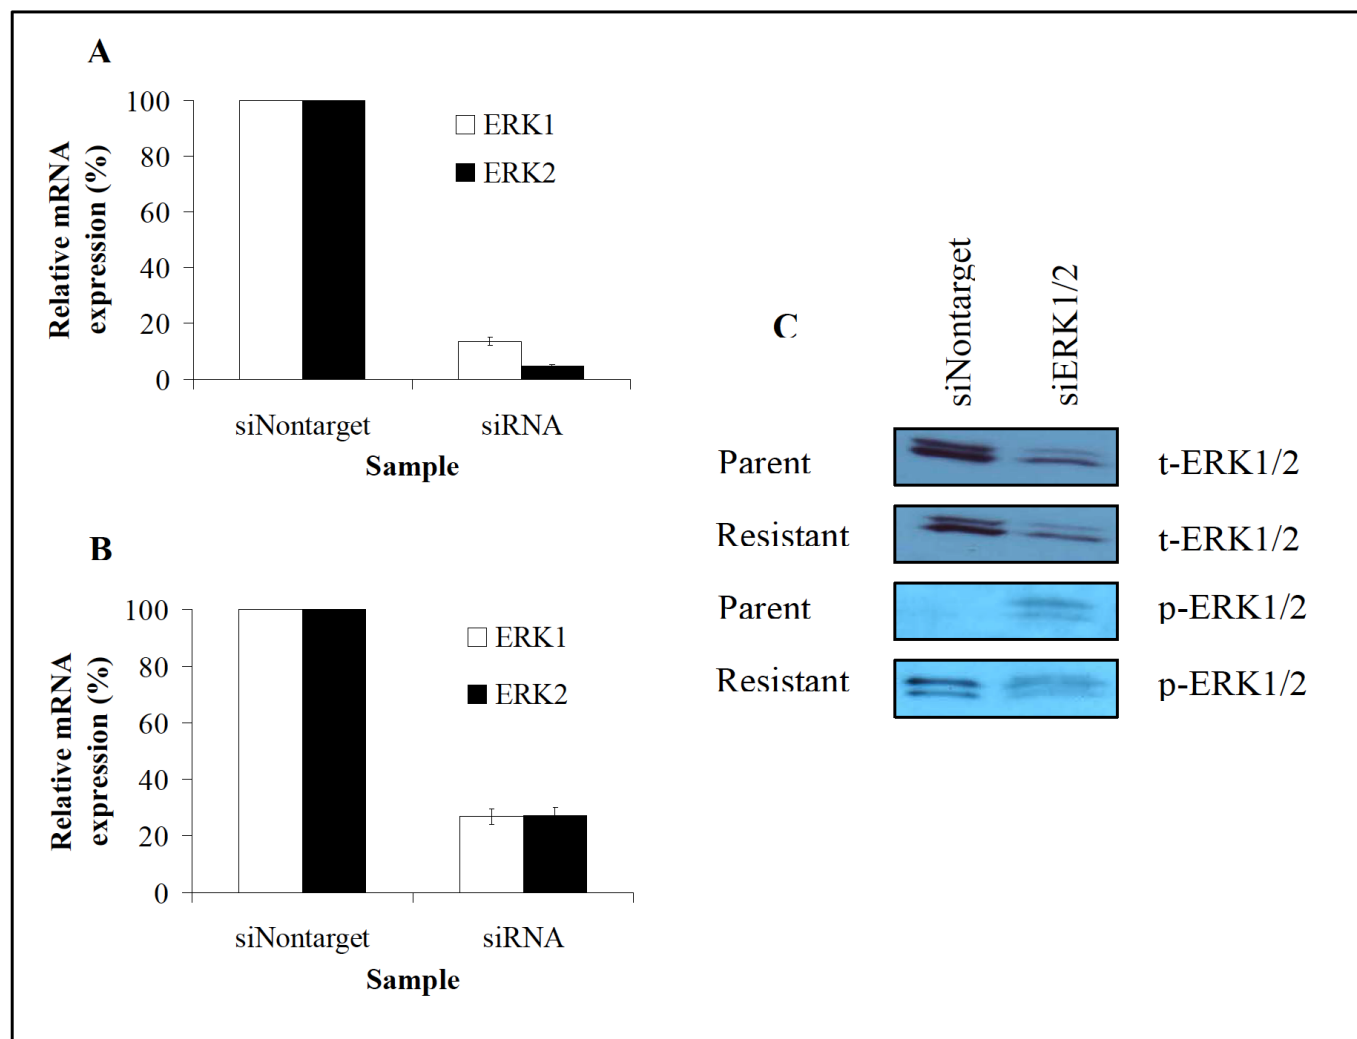 A
Relative mRNA
expression (%)
100
80
60
40
20
0
ERK1
ERK2
siNontarget
siRNA
Sample
B
Relative mRNA
expression (%)
100
80
60
40
20
0
ERK1
ERK2
siNontarget
siRNA
Sample
C
siNontarget
siERK1/2
Parent
t-ERK1/2
Resistant
t-ERK1/2
Parent
p-ERK1/2
Resistant
p-ERK1/2